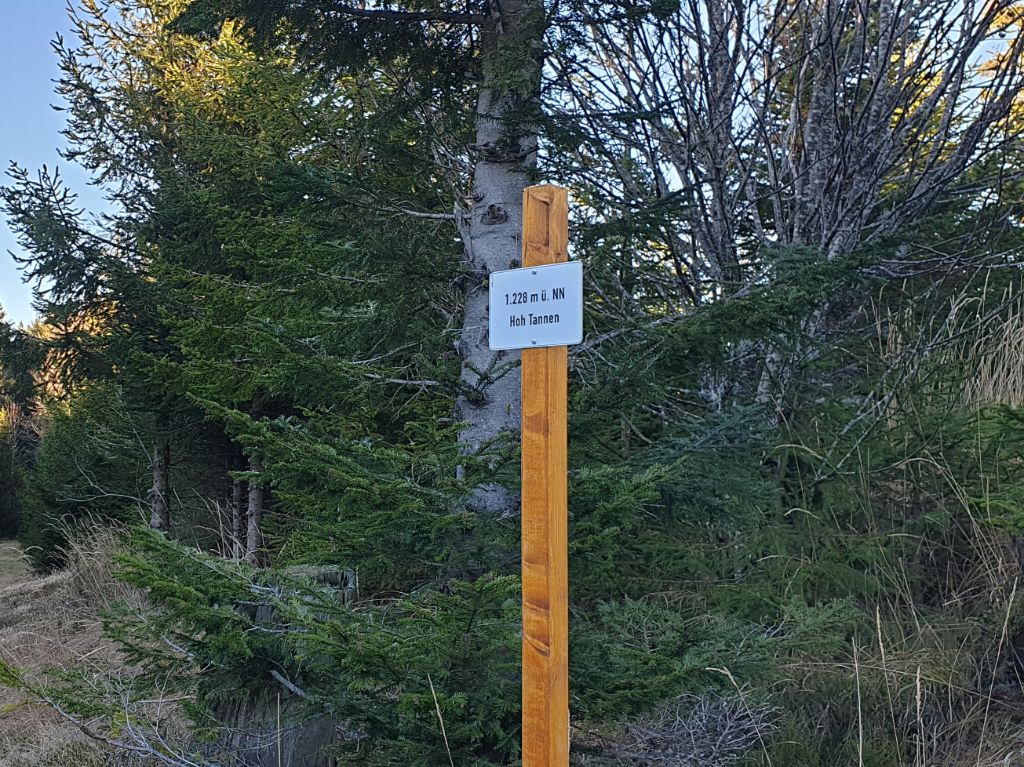 1.228 m ü. NN
Hoh Tannen